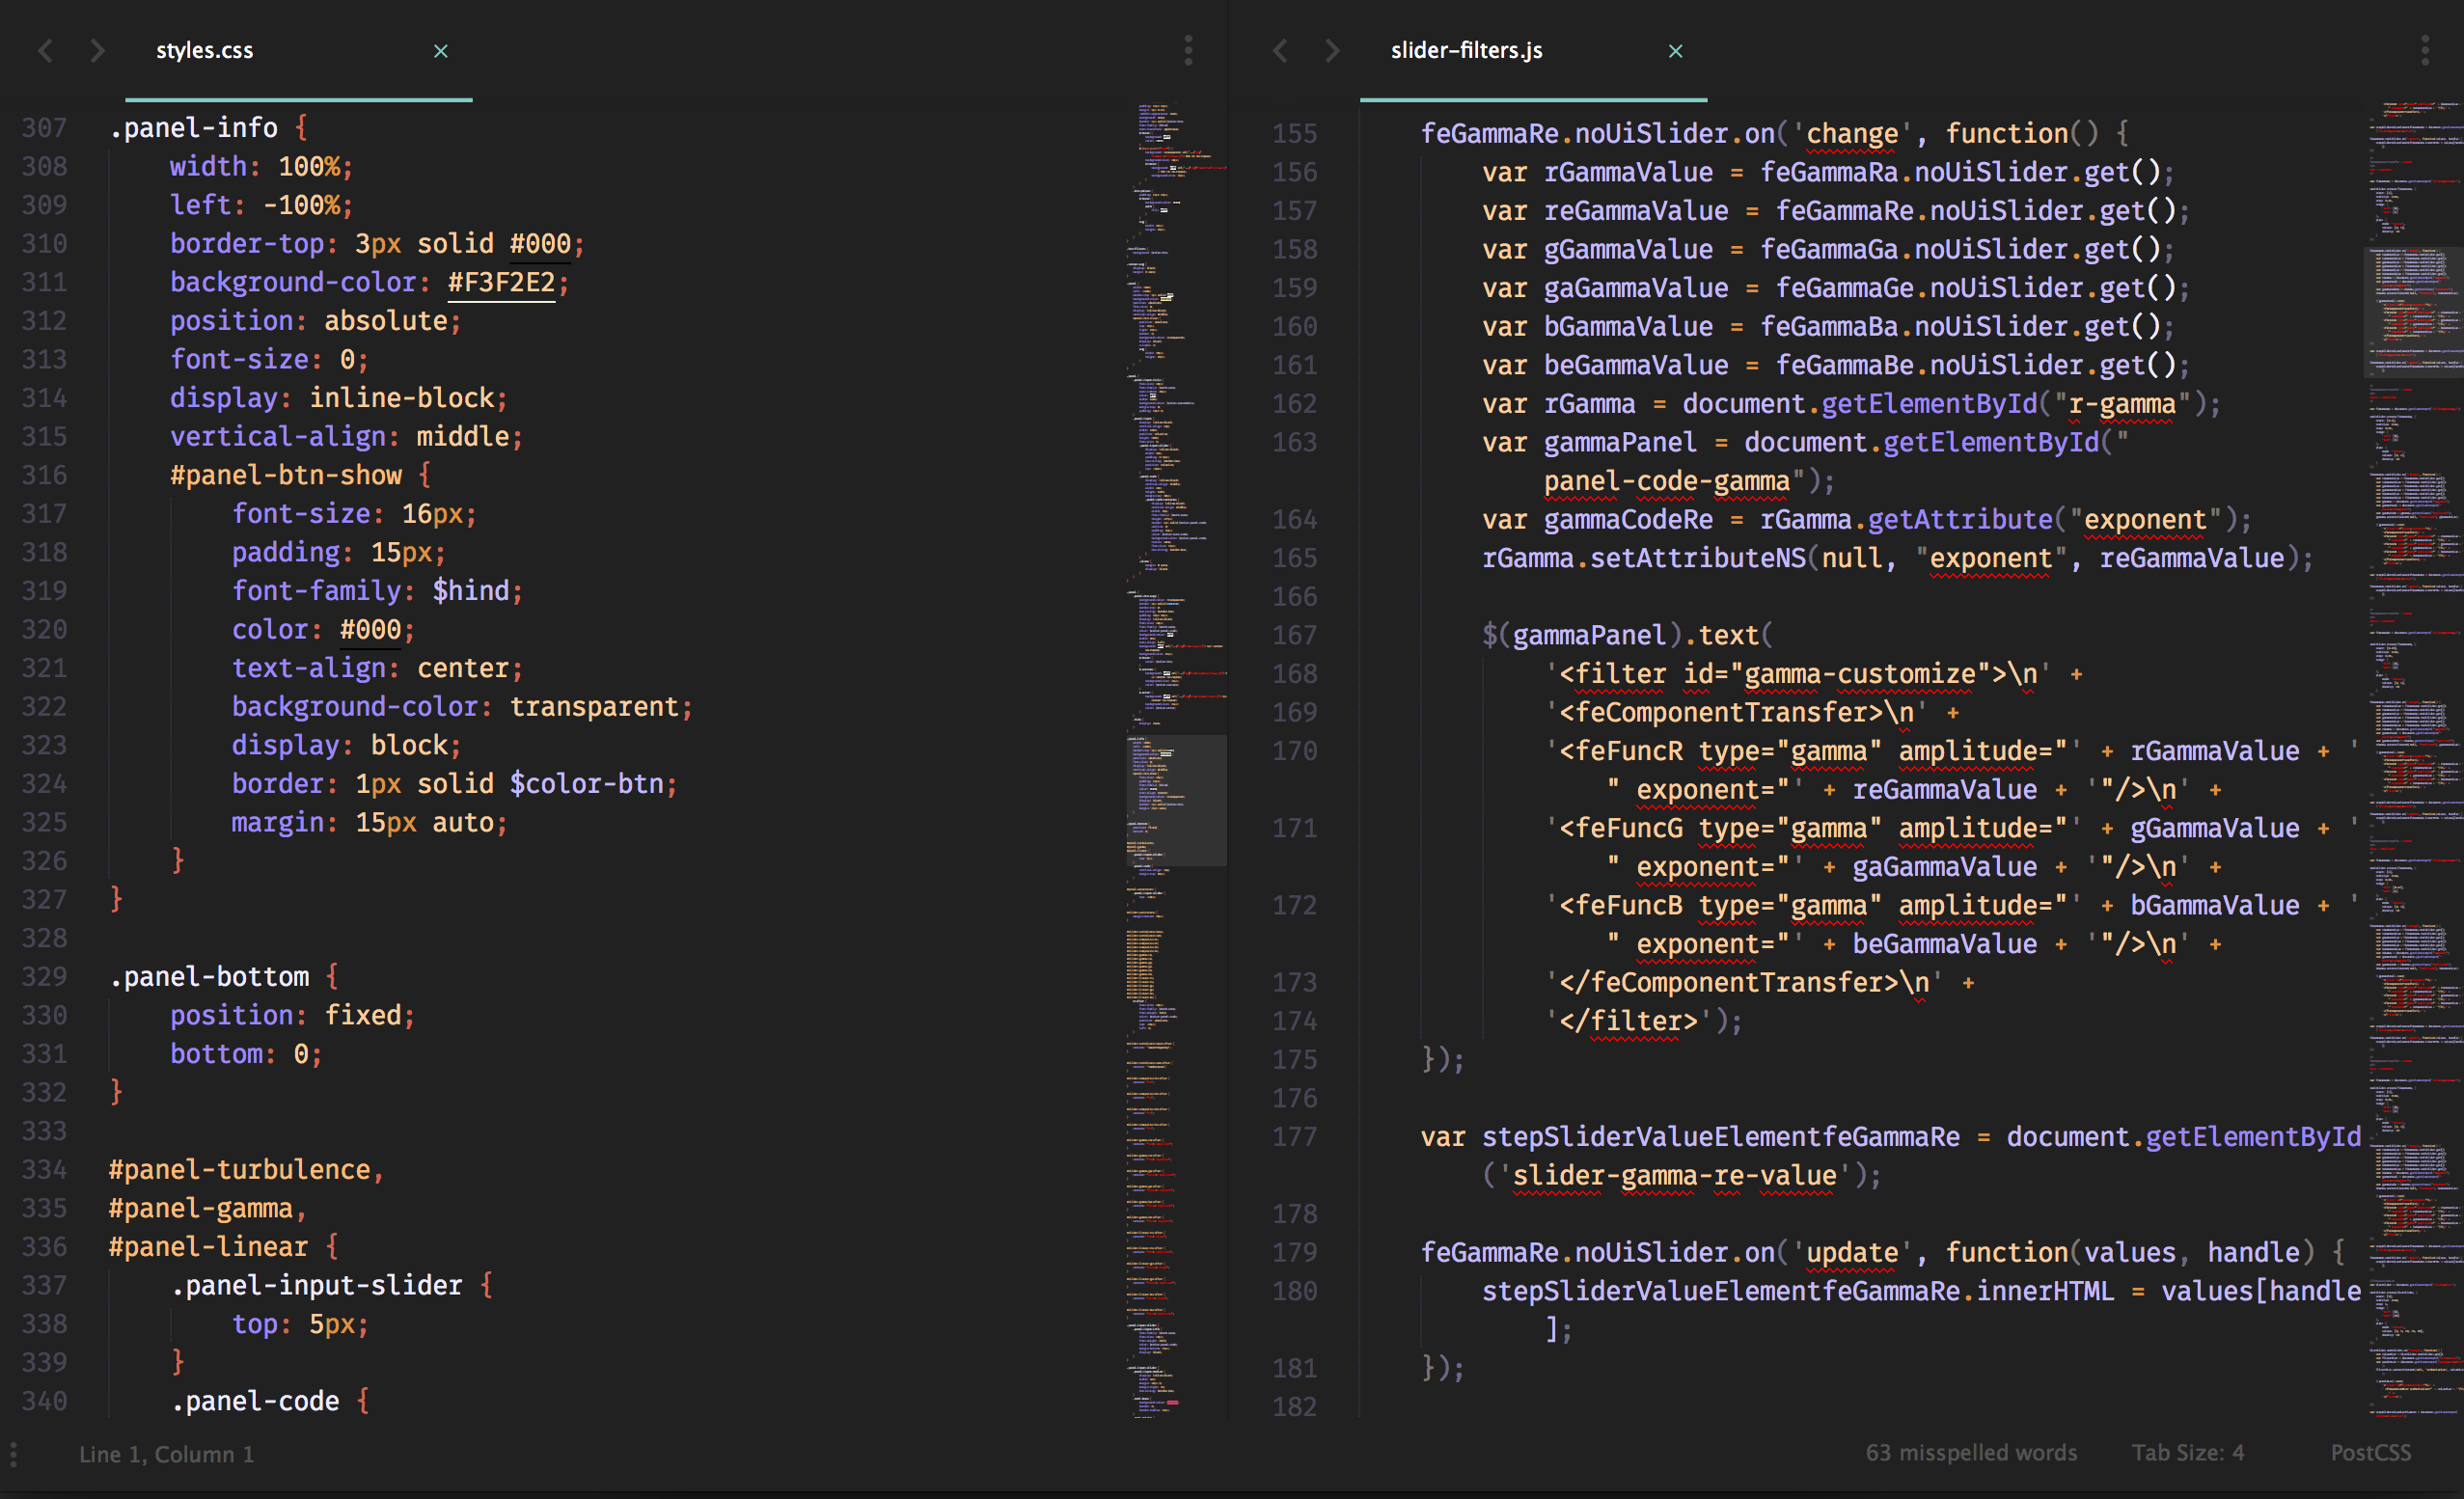 styles.css ×
307 .panel-info {
308     width: 100%;
309     left: -100%;
310     border-top: 3px solid #000;
311     background-color: #F3F2E2;
312     position: absolute;
313     font-size: 0;
314     display: inline-block;
315     vertical-align: middle;
316     #panel-btn-show {
317         font-size: 16px;
318         padding: 15px;
319         font-family: $hind;
320         color: #000;
321         text-align: center;
322         background-color: transparent;
323         display: block;
324         border: 1px solid $color-btn;
325         margin: 15px auto;
326     }
327 }
328
329 .panel-bottom {
330     position: fixed;
331     bottom: 0;
332 }
333
334 #panel-turbulence,
335 #panel-gamma,
336 #panel-linear {
337     .panel-input-slider {
338         top: 5px;
339     }
340     .panel-code {
slider-filters.js ×
155 feGammaRe.noUiSlider.on('change', function() {
156     var rGammaValue = feGammaRa.noUiSlider.get();
157     var reGammaValue = feGammaRe.noUiSlider.get();
158     var gGammaValue = feGammaGa.noUiSlider.get();
159     var gaGammaValue = feGammaGe.noUiSlider.get();
160     var bGammaValue = feGammaBa.noUiSlider.get();
161     var beGammaValue = feGammaBe.noUiSlider.get();
162     var rGamma = document.getElementById("r-gamma");
163     var gammaPanel = document.getElementById("
        panel-code-gamma");
164     var gammaCodeRe = rGamma.getAttribute("exponent");
165     rGamma.setAttributeNS(null, "exponent", reGammaValue);
166
167     $(gammaPanel).text(
168         '<filter id="gamma-customize">\n' +
169         '<feComponentTransfer>\n' +
170         '<feFuncR type="gamma" amplitude="' + rGammaValue + '
            " exponent="' + reGammaValue + '"/>\n' +
171         '<feFuncG type="gamma" amplitude="' + gGammaValue + '
            " exponent="' + gaGammaValue + '"/>\n' +
172         '<feFuncB type="gamma" amplitude="' + bGammaValue + '
            " exponent="' + beGammaValue + '"/>\n' +
173         '</feComponentTransfer>\n' +
174         '</filter>');
175 });
176
177 var stepSliderValueElementfeGammaRe = document.getElementById
    ('slider-gamma-re-value');
178
179 feGammaRe.noUiSlider.on('update', function(values, handle) {
180     stepSliderValueElementfeGammaRe.innerHTML = values[handle
        ];
181 });
182
Line 1, Column 1
63 misspelled words Tab Size: 4 PostCSS